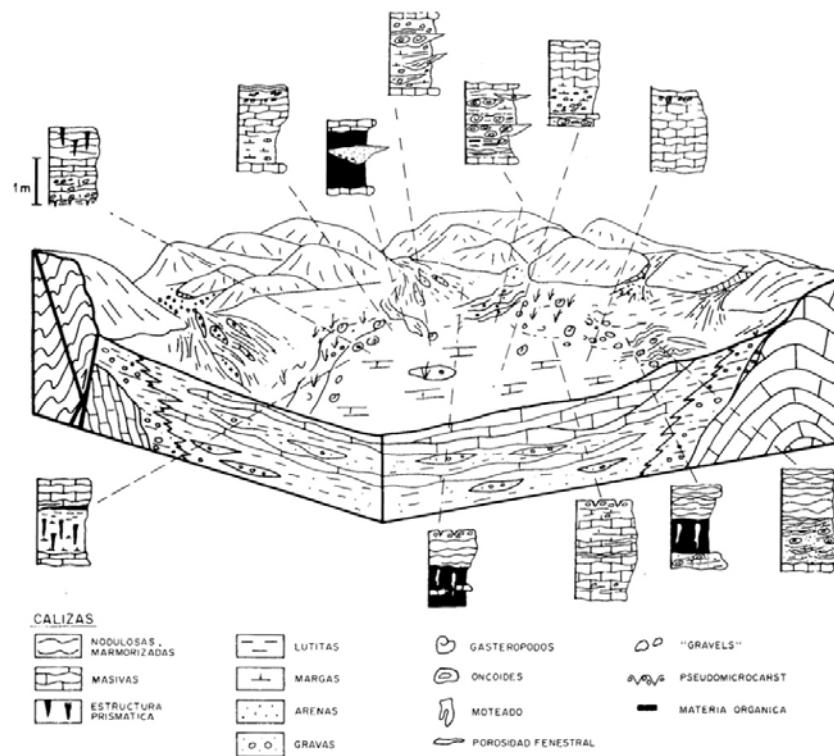 1m
CALIZAS
NODULOSAS,
MARMORIZADAS
MASIVAS
ESTRUCTURA
PRISMATICA
LUTITAS
MARGAS
ARENAS
GRAVAS
GASTEROPODOS
ONCOIDES
MOTEADO
POROSIDAD FENESTRAL
"GRAVELS"
PSEUDOMICROCARST
MATERIA ORGANICA